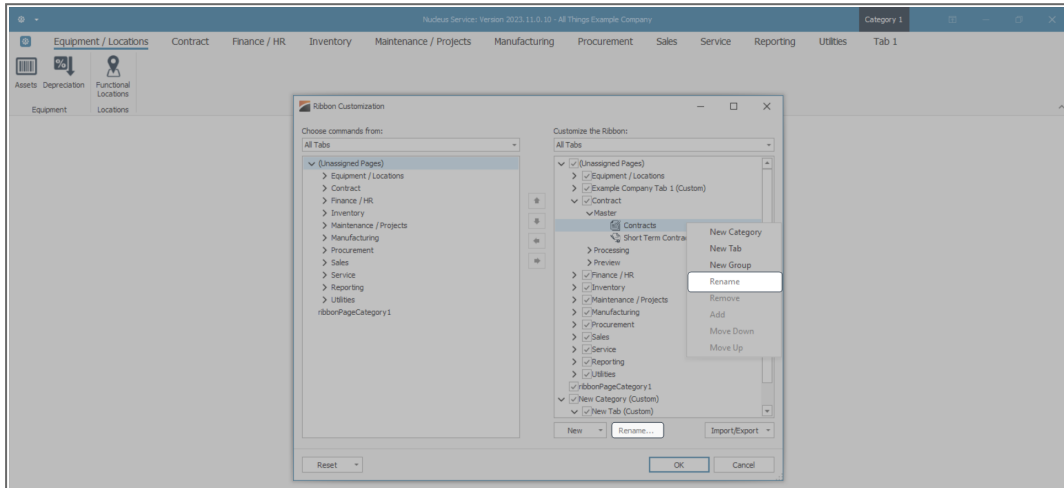 Nucleus Service: Version 2023.11.0.10 - All Things Example Company
Category 1
Equipment / Locations Contract Finance / HR Inventory Maintenance / Projects Manufacturing Procurement Sales Service Reporting Utilities Tab 1
Assets Depreciation Functional
Locations
Equipment Locations
Ribbon Customization
Choose commands from:
All Tabs
(Unassigned Pages)
Equipment / Locations
Contract
Finance / HR
Inventory
Maintenance / Projects
Manufacturing
Procurement
Sales
Service
Reporting
Utilities
ribbonPageCategory1
Customize the Ribbon:
All Tabs
(Unassigned Pages)
Equipment / Locations
Example Company Tab 1 (Custom)
Contract
Master
Contracts
Short Term Contra
Processing
Preview
Finance / HR
Inventory
Maintenance / Projects
Manufacturing
Procurement
Sales
Service
Reporting
Utilities
ribbonPageCategory1
New Category (Custom)
New Tab (Custom)
New Category
New Tab
New Group
Rename
Remove
Add
Move Down
Move Up
New Rename... Import/Export
Reset OK Cancel